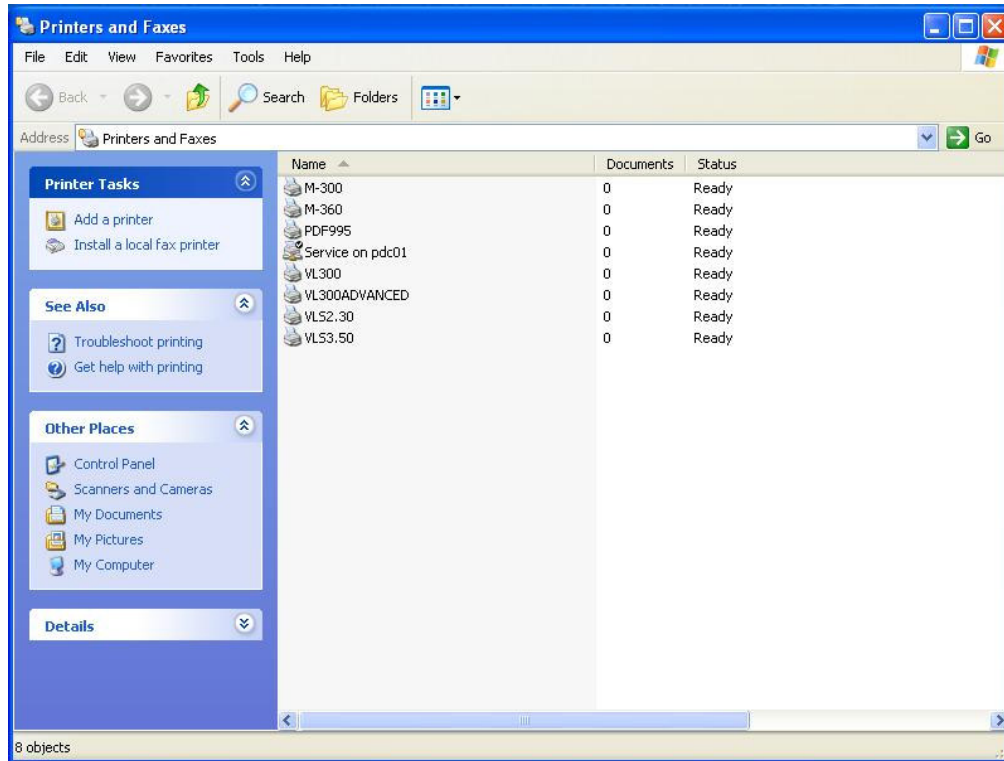 Printers and Faxes
File Edit View Favorites Tools Help
Back Search Folders
Address Printers and Faxes Go
Printer Tasks
Add a printer
Install a local fax printer
See Also
Troubleshoot printing
Get help with printing
Other Places
Control Panel
Scanners and Cameras
My Documents
My Pictures
My Computer
Details
Name Documents Status
M-300 0 Ready
M-360 0 Ready
PDF995 0 Ready
Service on pdc01 0 Ready
VL300 0 Ready
VL300ADVANCED 0 Ready
VLS2.30 0 Ready
VLS3.50 0 Ready
8 objects